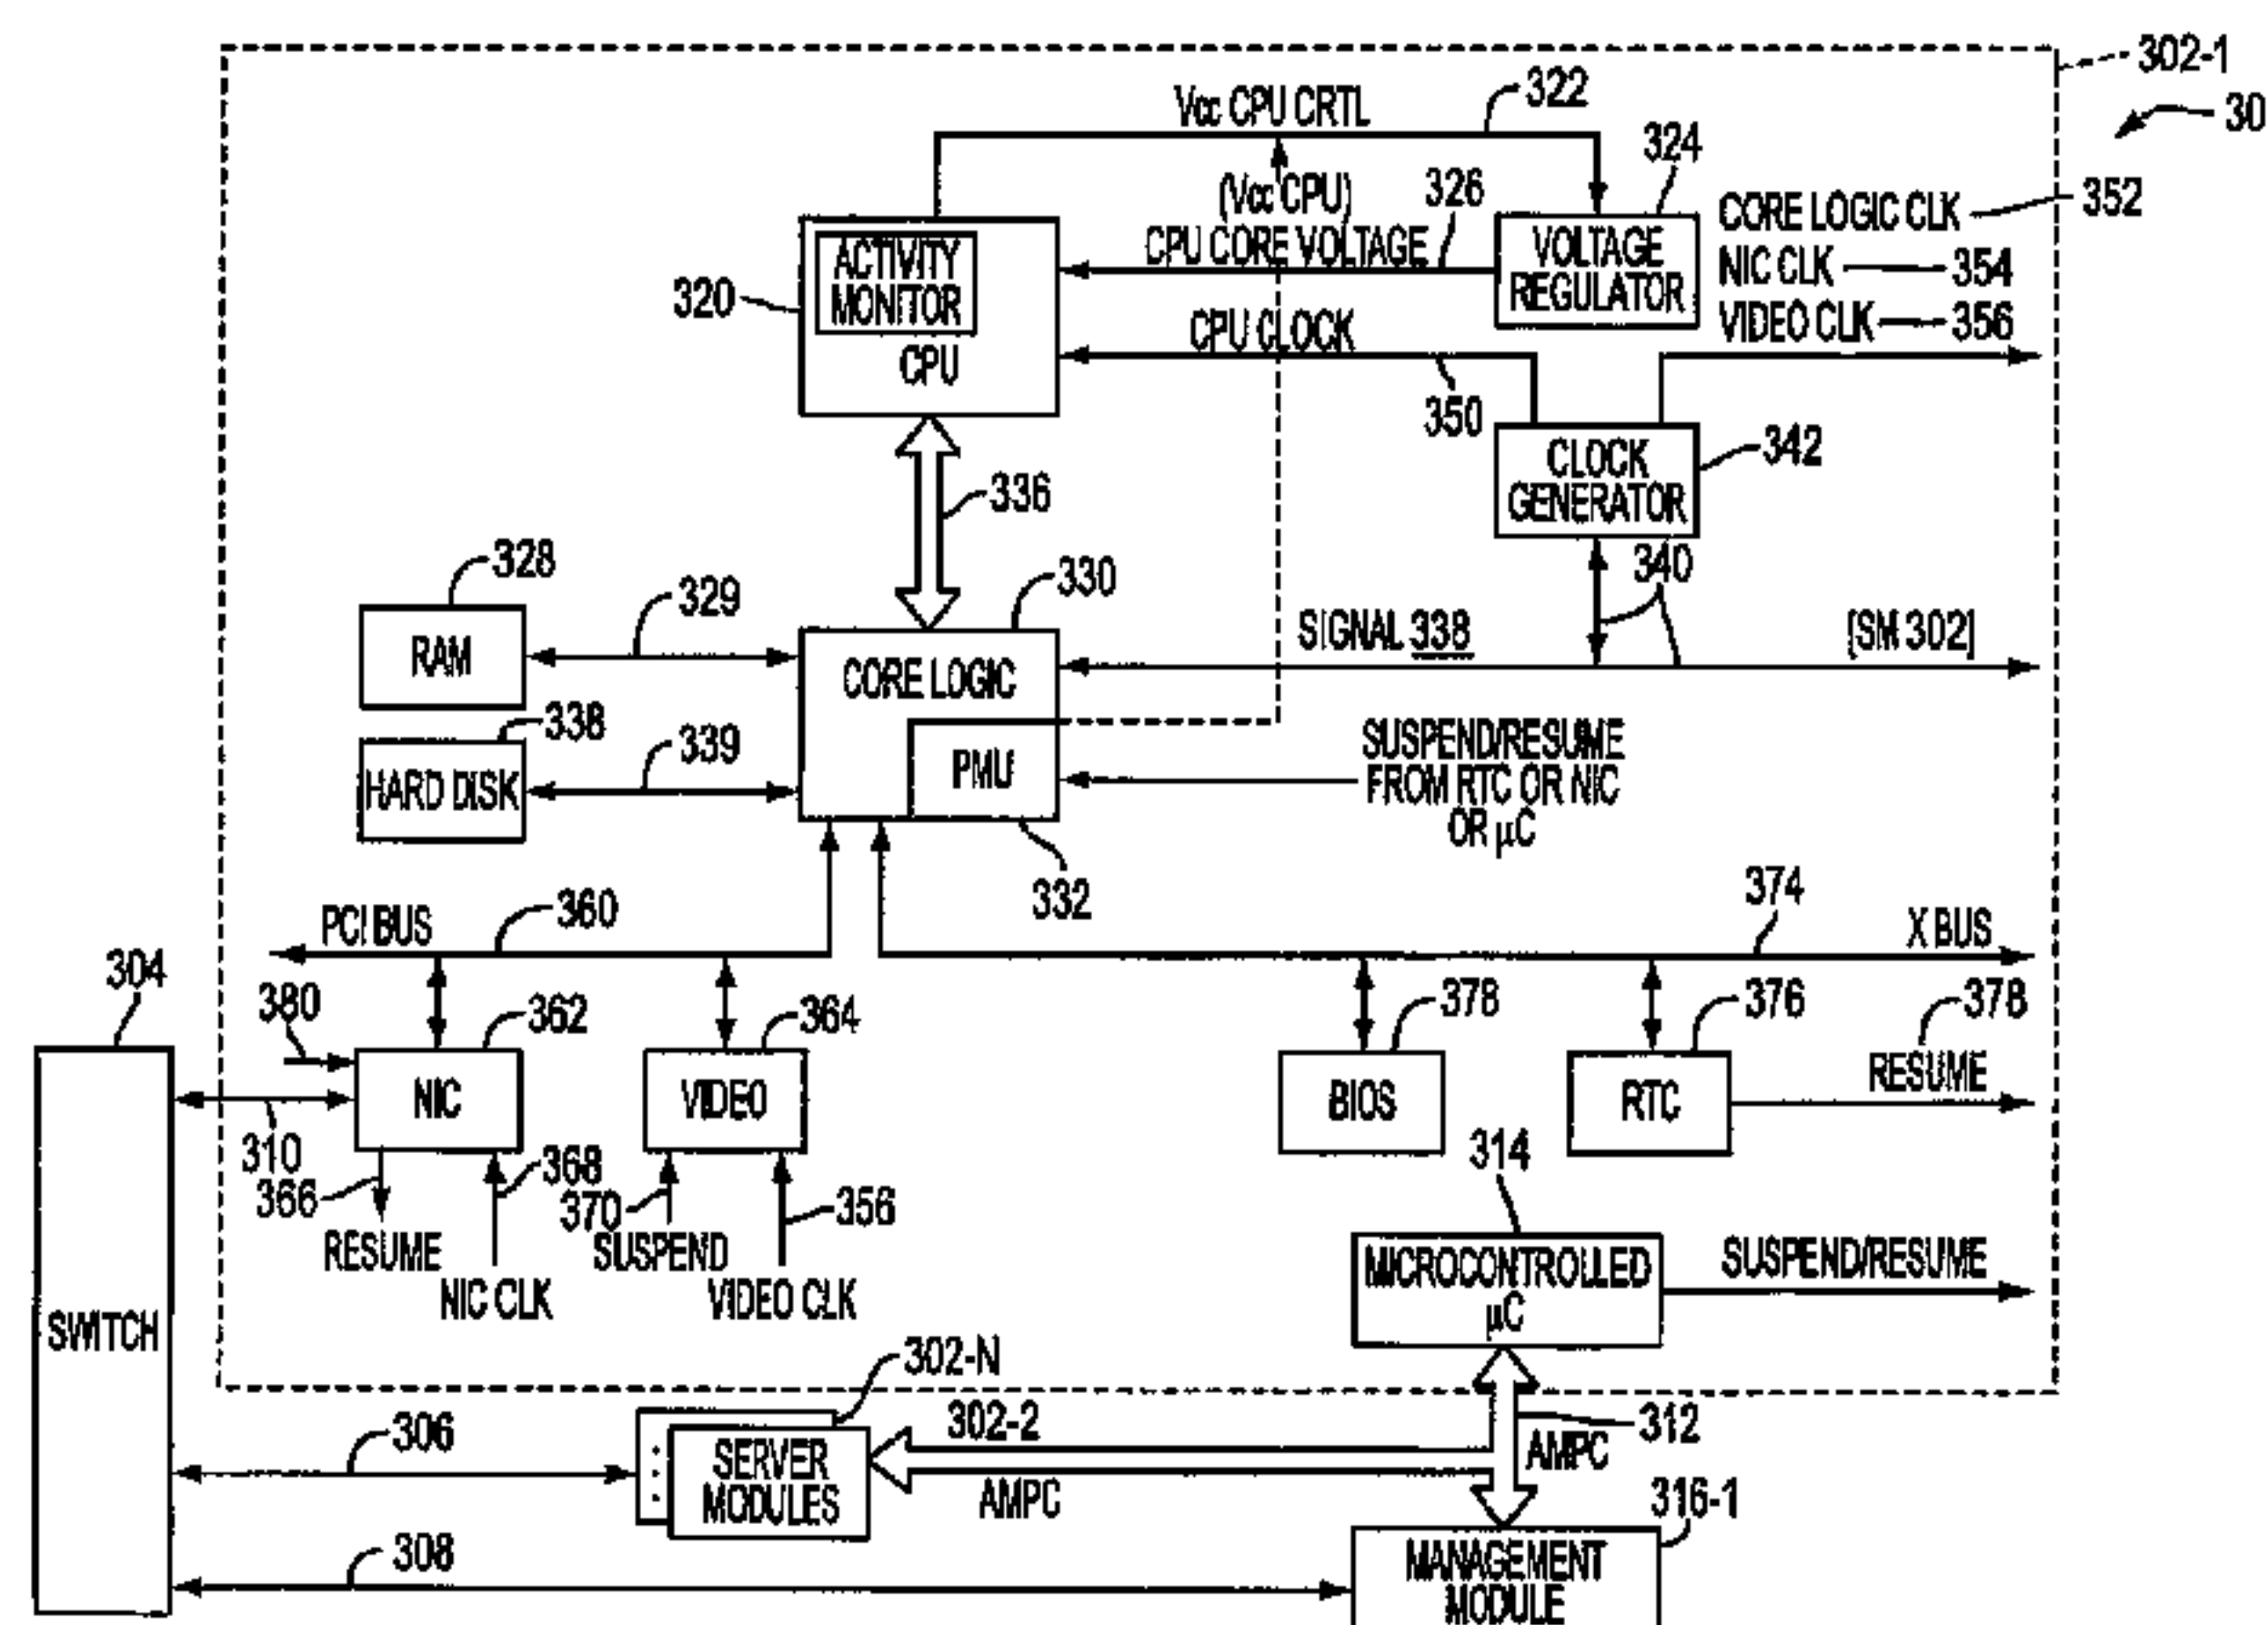 302-1
30
Vcc CPU CRTL
322
324
(Vcc CPU)
326
CPU CORE VOLTAGE
VOLTAGE
REGULATOR
CORE LOGIC CLK
352
NIC CLK
354
VIDEO CLK
356
ACTIVITY
MONITOR
CPU
320
CPU CLOCK
350
CLOCK
GENERATOR
342
336
340
328
RAM
329
330
CORE LOGIC
SIGNAL 338
[SM 302]
338
HARD DISK
339
PMU
332
SUSPEND/RESUME
FROM RTC OR NIC
OR μC
PCI BUS
360
374
X BUS
304
SWITCH
380
362
NIC
364
VIDEO
378
BIOS
376
RTC
378
RESUME
310
366
RESUME
368
NIC CLK
370
SUSPEND
356
VIDEO CLK
314
MICROCONTROLLED
μC
SUSPEND/RESUME
302-N
302-2
306
SERVER
MODULES
AMPC
312
AMPC
308
316-1
MANAGEMENT
MODULE